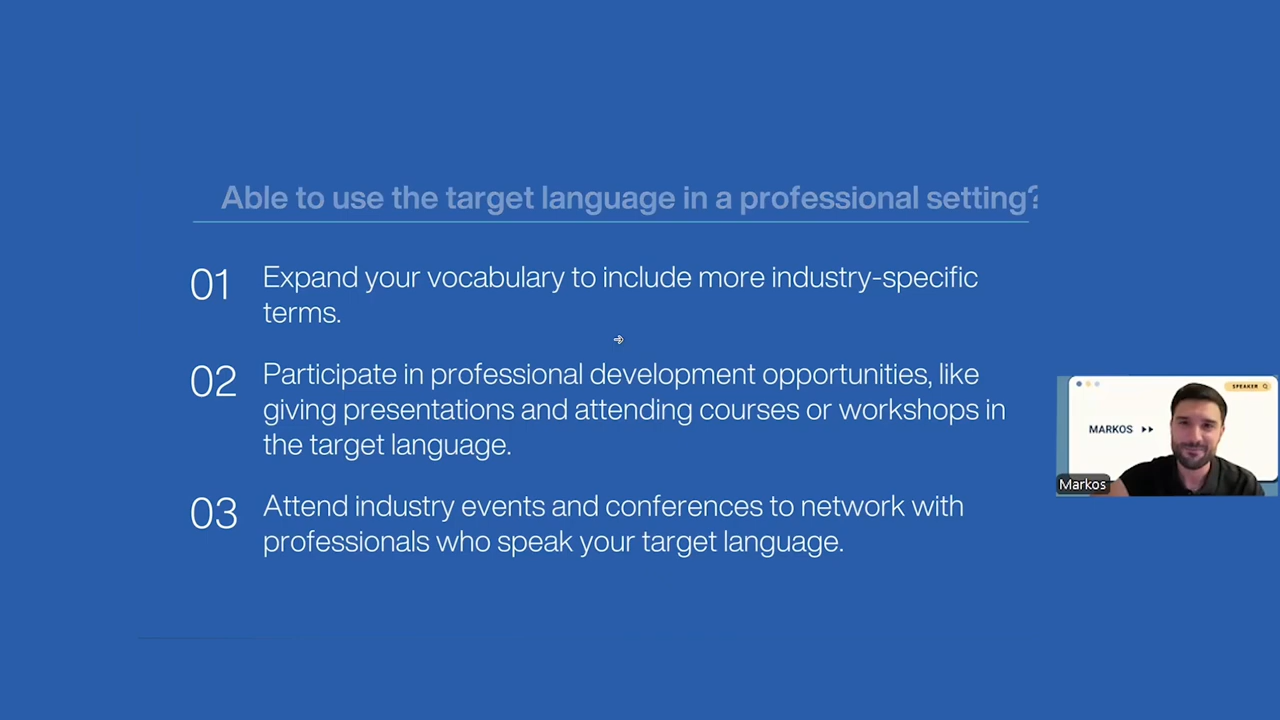 Able to use the target language in a professional setting?
01 Expand your vocabulary to include more industry-specific
terms.
02 Participate in professional development opportunities, like
giving presentations and attending courses or workshops in
the target language.
03 Attend industry events and conferences to network with
professionals who speak your target language.
SPEAKER
MARKOS
Markos